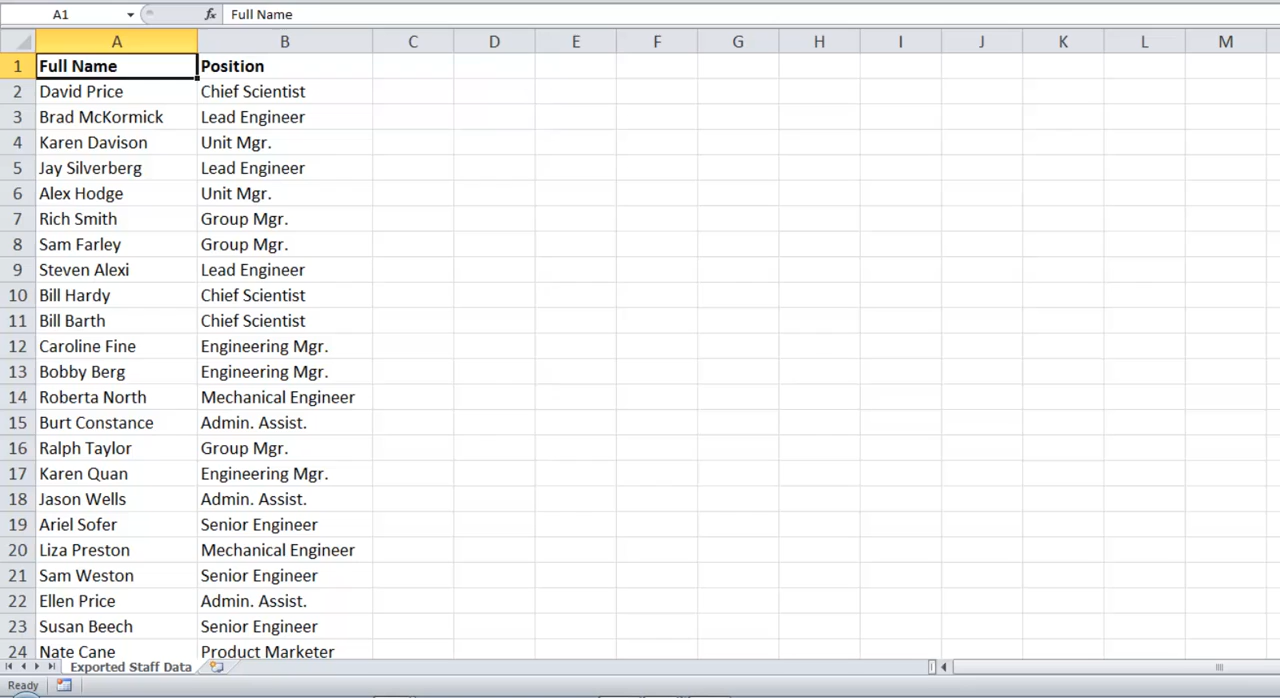 A1 fx Full Name
A B C D E F G H I J K L M
1 Full Name Position
2 David Price Chief Scientist
3 Brad McKormick Lead Engineer
4 Karen Davison Unit Mgr.
5 Jay Silverberg Lead Engineer
6 Alex Hodge Unit Mgr.
7 Rich Smith Group Mgr.
8 Sam Farley Group Mgr.
9 Steven Alexi Lead Engineer
10 Bill Hardy Chief Scientist
11 Bill Barth Chief Scientist
12 Caroline Fine Engineering Mgr.
13 Bobby Berg Engineering Mgr.
14 Roberta North Mechanical Engineer
15 Burt Constance Admin. Assist.
16 Ralph Taylor Group Mgr.
17 Karen Quan Engineering Mgr.
18 Jason Wells Admin. Assist.
19 Ariel Sofer Senior Engineer
20 Liza Preston Mechanical Engineer
21 Sam Weston Senior Engineer
22 Ellen Price Admin. Assist.
23 Susan Beech Senior Engineer
24 Nate Cane Product Marketer
Exported Staff Data
Ready